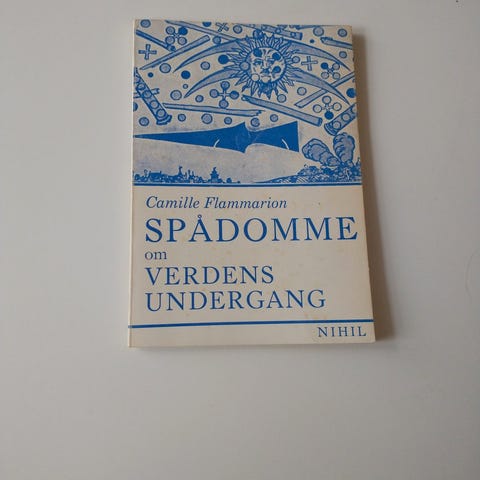 Camille Flammarion
SPÅDOMME
om
VERDENS
UNDERGANG
NIHIL